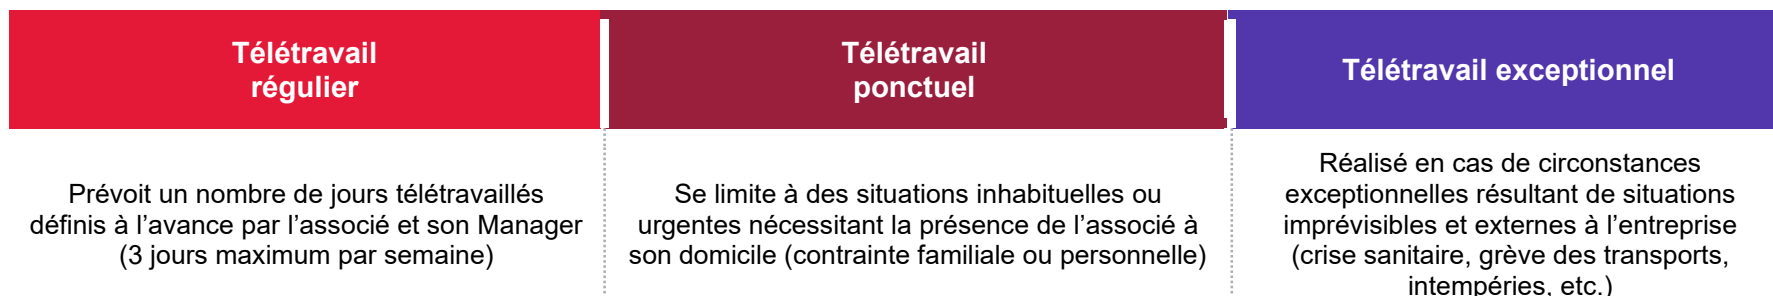 Télétravail
régulier
Télétravail
ponctuel
Télétravail exceptionnel
Prévoit un nombre de jours télétravaillés
définis à l’avance par l’associé et son Manager
(3 jours maximum par semaine)
Se limite à des situations inhabituelles ou
urgentes nécessitant la présence de l’associé à
son domicile (contrainte familiale ou personnelle)
Réalisé en cas de circonstances
exceptionnelles résultant de situations
imprévisibles et externes à l’entreprise
(crise sanitaire, grève des transports,
intempéries, etc.)